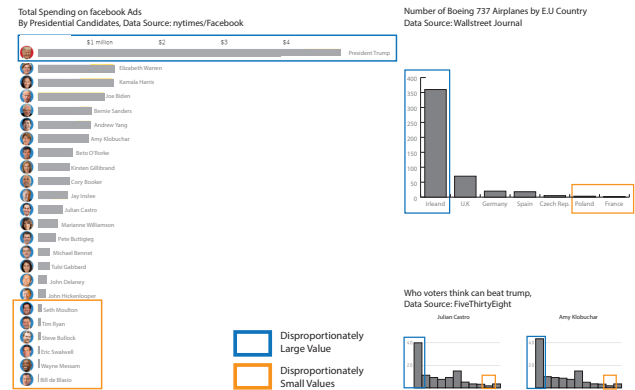 Total Spending on facebook Ads
By Presidential Candidates, Data Source: nytimes/Facebook
$1 million $2 $3 $4
President Trump
Elizabeth Warren
Kamala Harris
Joe Biden
Bernie Sanders
Andrew Yang
Amy Klobuchar
Beto O'Rorke
Kirsten Gillibrand
Cory Booker
Jay Inslee
Julian Castro
Marianne Williamson
Pete Buttigieg
Michael Bennet
Tulsi Gabbard
John Delaney
John Hickenlooper
Seth Moulton
Tim Ryan
Steve Bullock
Eric Swalwell
Wayne Messam
Bill de Blasio
Number of Boeing 737 Airplanes by E.U Country
Data Source: Wallstreet Journal
400
350
300
250
200
150
100
50
0
Irleand U.K Germany Spain Czech Rep. Poland France
Who voters think can beat trump,
Data Source: FiveThirtyEight
Julian Castro Amy Klobuchar
Disproportionately
Large Value
Disproportionately
Small Values